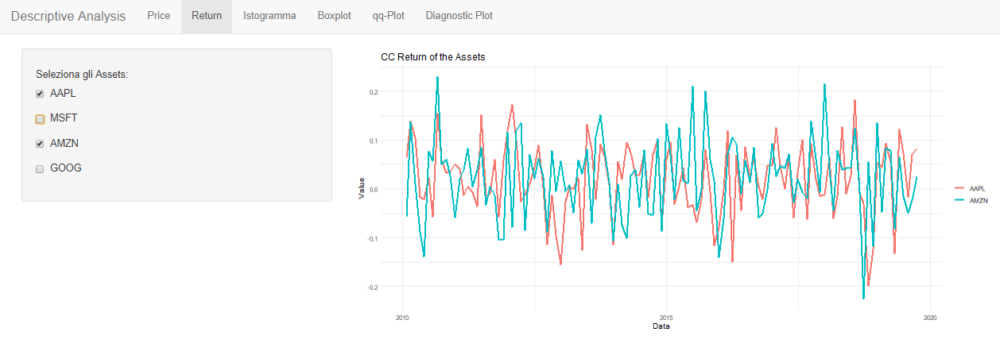 Descriptive Analysis Price Return Istogramma Boxplot qq-Plot Diagnostic Plot
Seleziona gli Assets:
AAPL
MSFT
AMZN
GOOG
CC Return of the Assets
0.2
0.1
0.0
-0.1
-0.2
Value
2010 2015 2020
Data
AAPL
AMZN